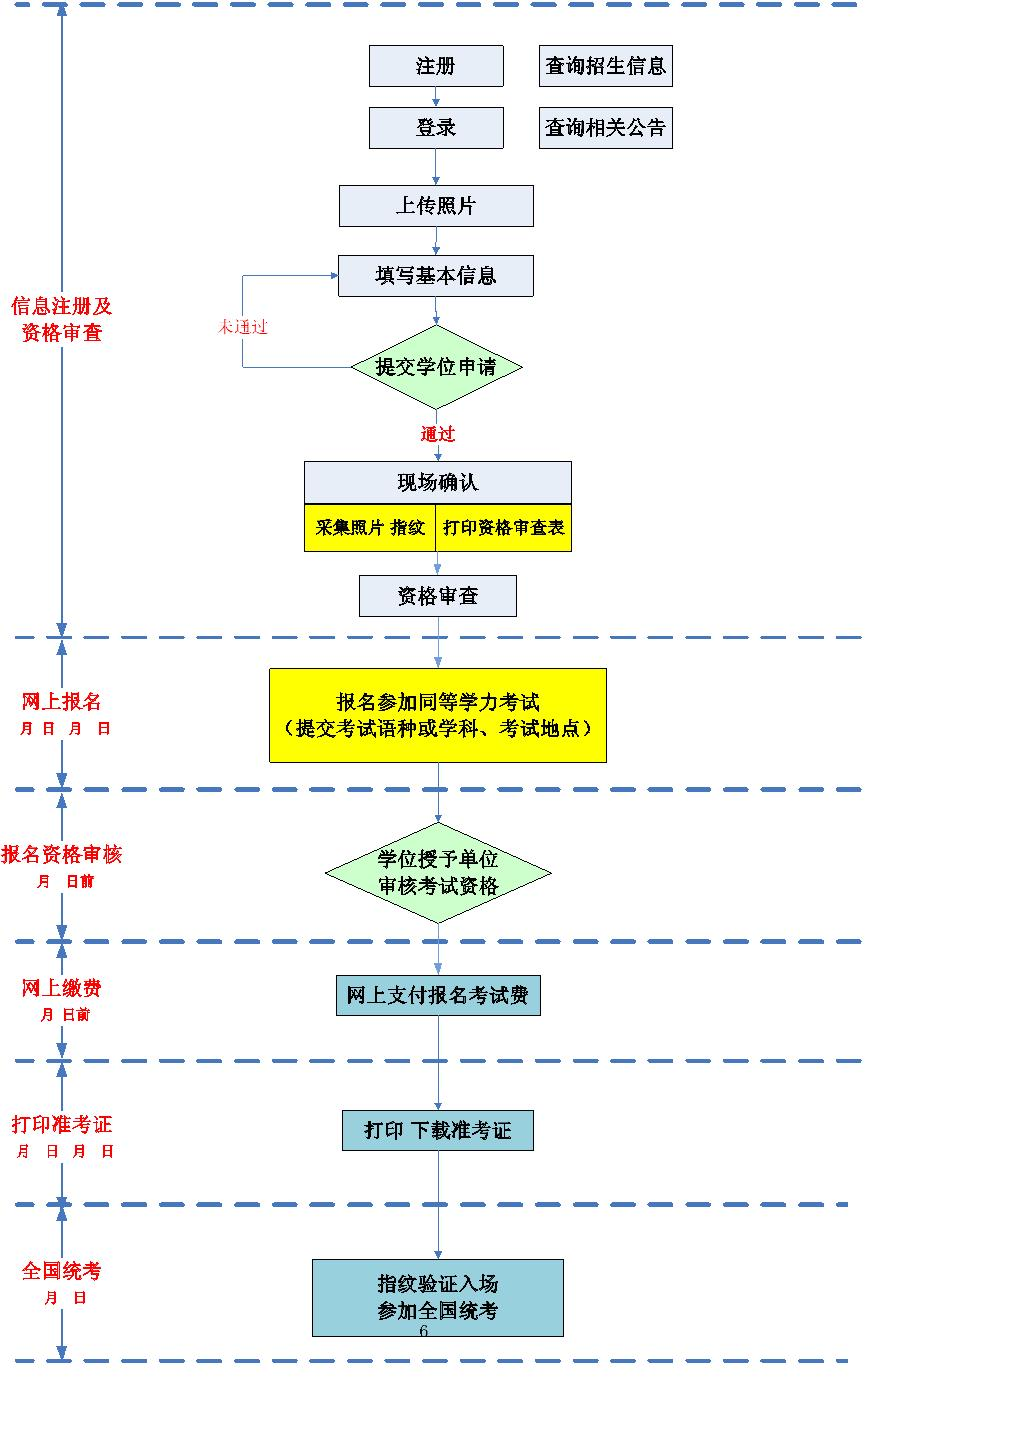 注册
查询招生信息
登录
查询相关公告
上传照片
填写基本信息
信息注册及
资格审查
未通过
提交学位申请
通过
现场确认
采集照片 指纹
打印资格审查表
资格审查
网上报名
月 日 月 日
报名参加同等学力考试
（提交考试语种或学科、考试地点）
报名资格审核
月 日前
学位授予单位
审核考试资格
网上缴费
月 日前
网上支付报名考试费
打印准考证
月 日 月 日
打印 下载准考证
全国统考
月 日
指纹验证入场
参加全国统考
6